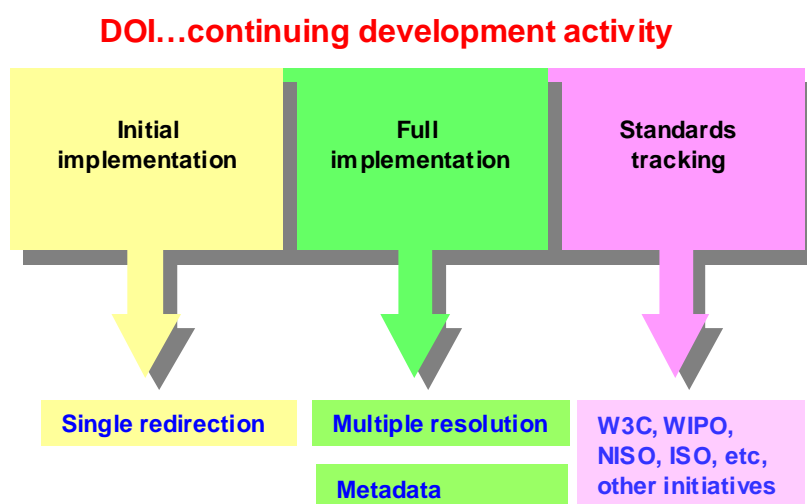 DOI…continuing development activity
Initial
implementation
Full
implementation
Standards
tracking
Single redirection
Multiple resolution
Metadata
W3C, WIPO,
NISO, ISO, etc,
other initiatives